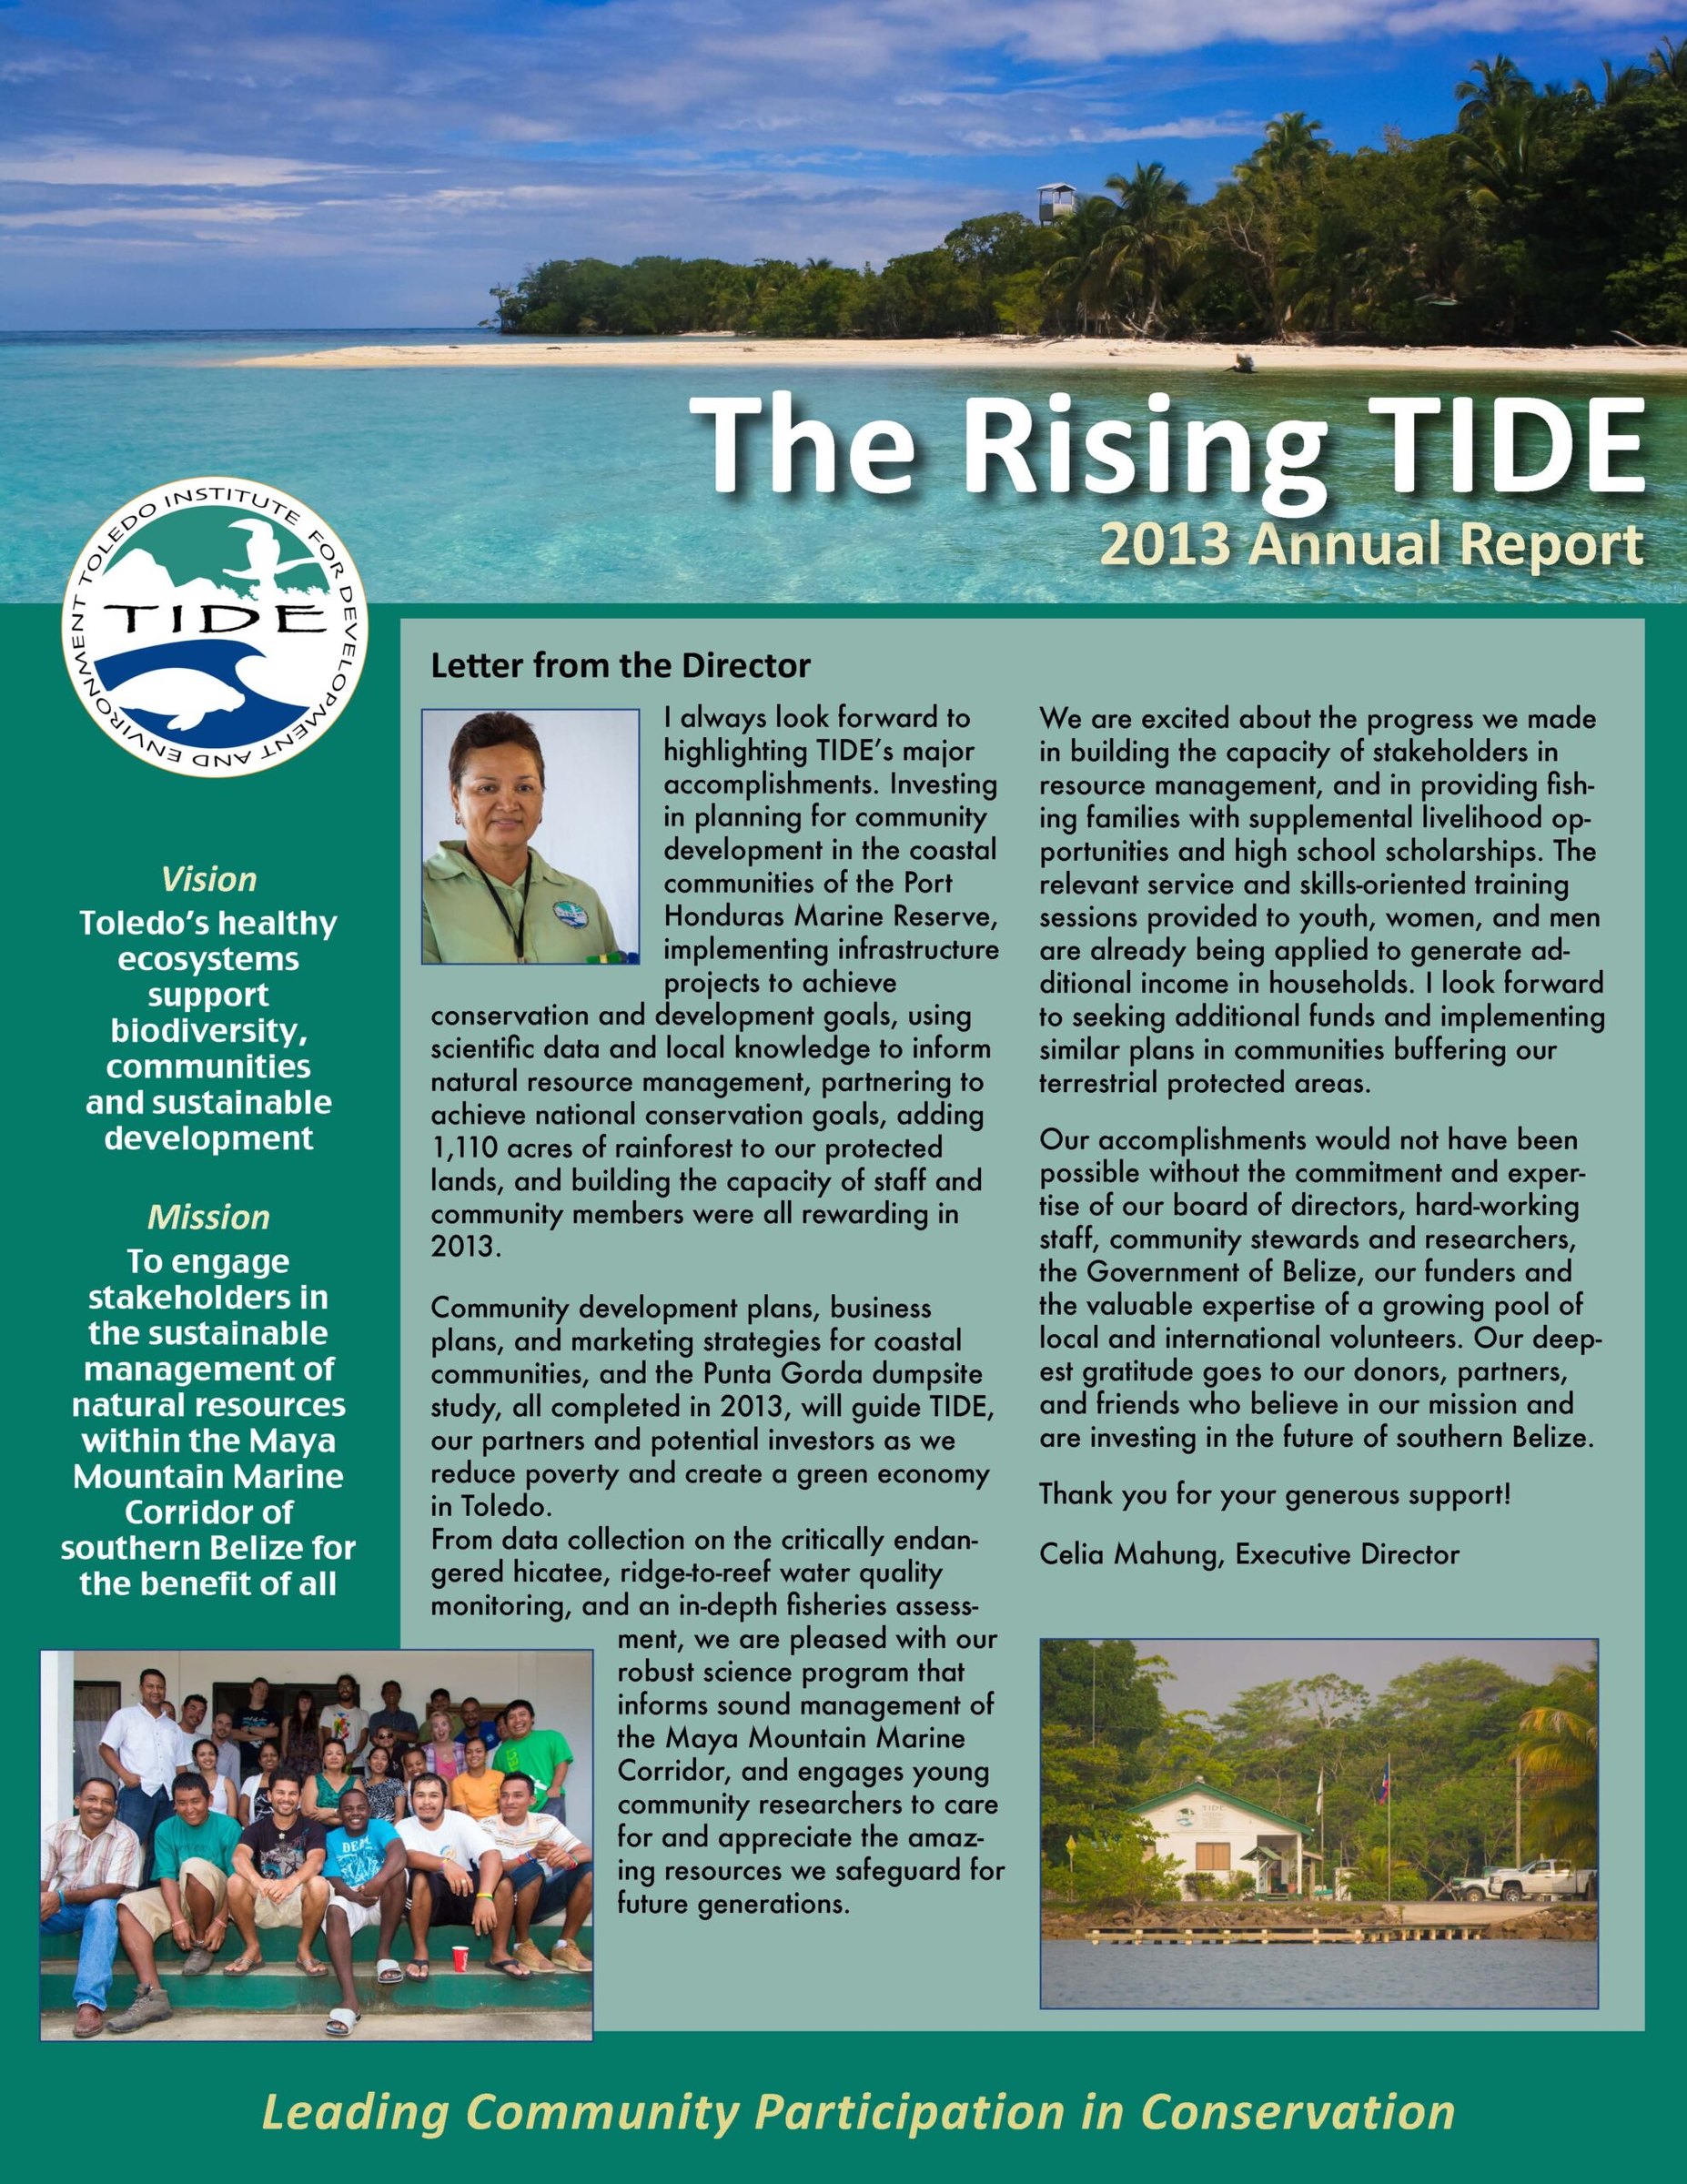 The Rising TIDE
2013 Annual Report
TOLEDO INSTITUTE FOR DEVELOPMENT AND ENVIRONMENT
TIDE
Vision
Toledo’s healthy
ecosystems
support
biodiversity,
communities
and sustainable
development
Mission
To engage
stakeholders in
the sustainable
management of
natural resources
within the Maya
Mountain Marine
Corridor of
southern Belize for
the benefit of all
Letter from the Director
I always look forward to
highlighting TIDE’s major
accomplishments. Investing
in planning for community
development in the coastal
communities of the Port
Honduras Marine Reserve,
implementing infrastructure
projects to achieve
conservation and development goals, using
scientific data and local knowledge to inform
natural resource management, partnering to
achieve national conservation goals, adding
1,110 acres of rainforest to our protected
lands, and building the capacity of staff and
community members were all rewarding in
2013.
Community development plans, business
plans, and marketing strategies for coastal
communities, and the Punta Gorda dumpsite
study, all completed in 2013, will guide TIDE,
our partners and potential investors as we
reduce poverty and create a green economy
in Toledo.
From data collection on the critically endan-
gered hicatee, ridge-to-reef water quality
monitoring, and an in-depth fisheries assess-
ment, we are pleased with our
robust science program that
informs sound management of
the Maya Mountain Marine
Corridor, and engages young
community researchers to care
for and appreciate the amaz-
ing resources we safeguard for
future generations.
We are excited about the progress we made
in building the capacity of stakeholders in
resource management, and in providing fish-
ing families with supplemental livelihood op-
portunities and high school scholarships. The
relevant service and skills-oriented training
sessions provided to youth, women, and men
are already being applied to generate ad-
ditional income in households. I look forward
to seeking additional funds and implementing
similar plans in communities buffering our
terrestrial protected areas.
Our accomplishments would not have been
possible without the commitment and exper-
tise of our board of directors, hard-working
staff, community stewards and researchers,
the Government of Belize, our funders and
the valuable expertise of a growing pool of
local and international volunteers. Our deep-
est gratitude goes to our donors, partners,
and friends who believe in our mission and
are investing in the future of southern Belize.
Thank you for your generous support!
Celia Mahung, Executive Director
TIDE
Leading Community Participation in Conservation